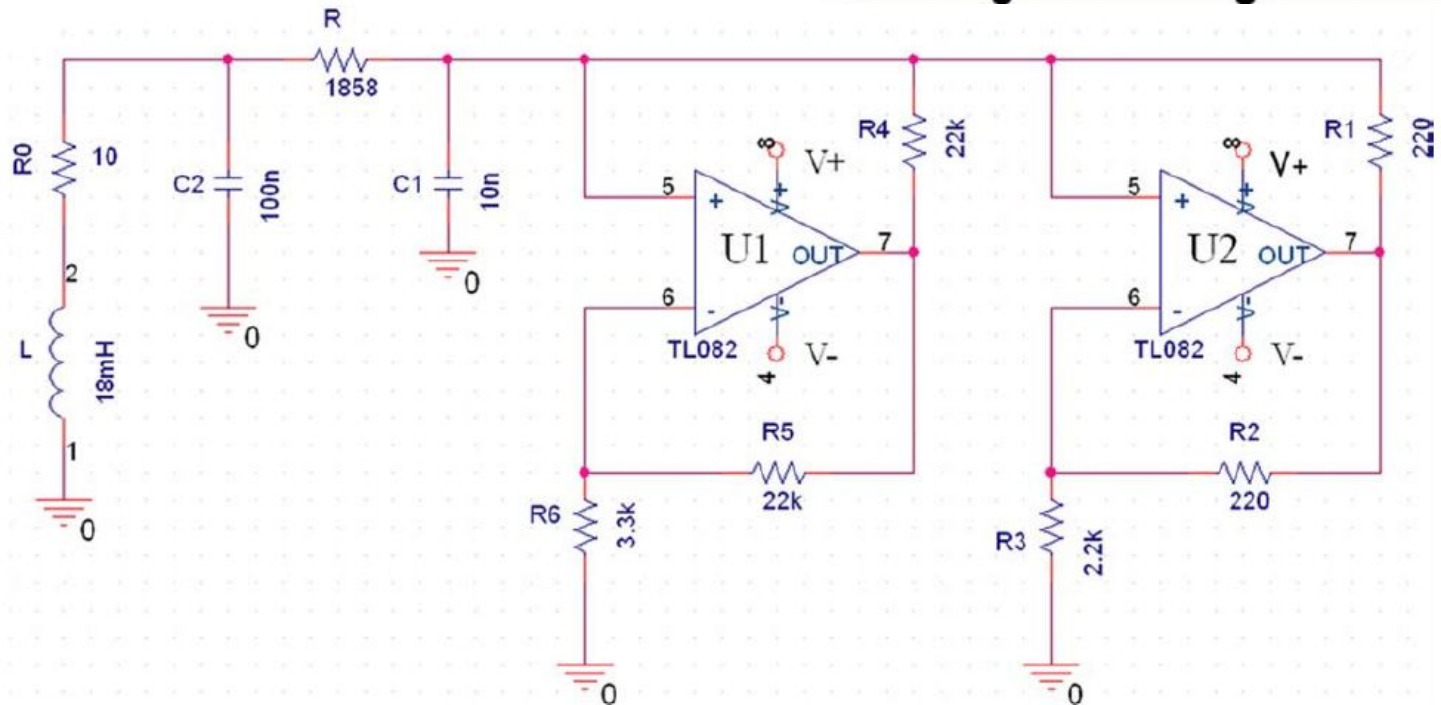 R
1858
R0
10
C2
100n
C1
10n
R4
22k
R1
220
8
V+
8
V+
5
+
V+
5
+
V+
U1
OUT
7
U2
OUT
7
6
-
V-
6
-
V-
TL082
V-
4
TL082
V-
4
2
L
18mH
1
0
0
0
R5
22k
R2
220
R6
3.3k
R3
2.2k
0
0